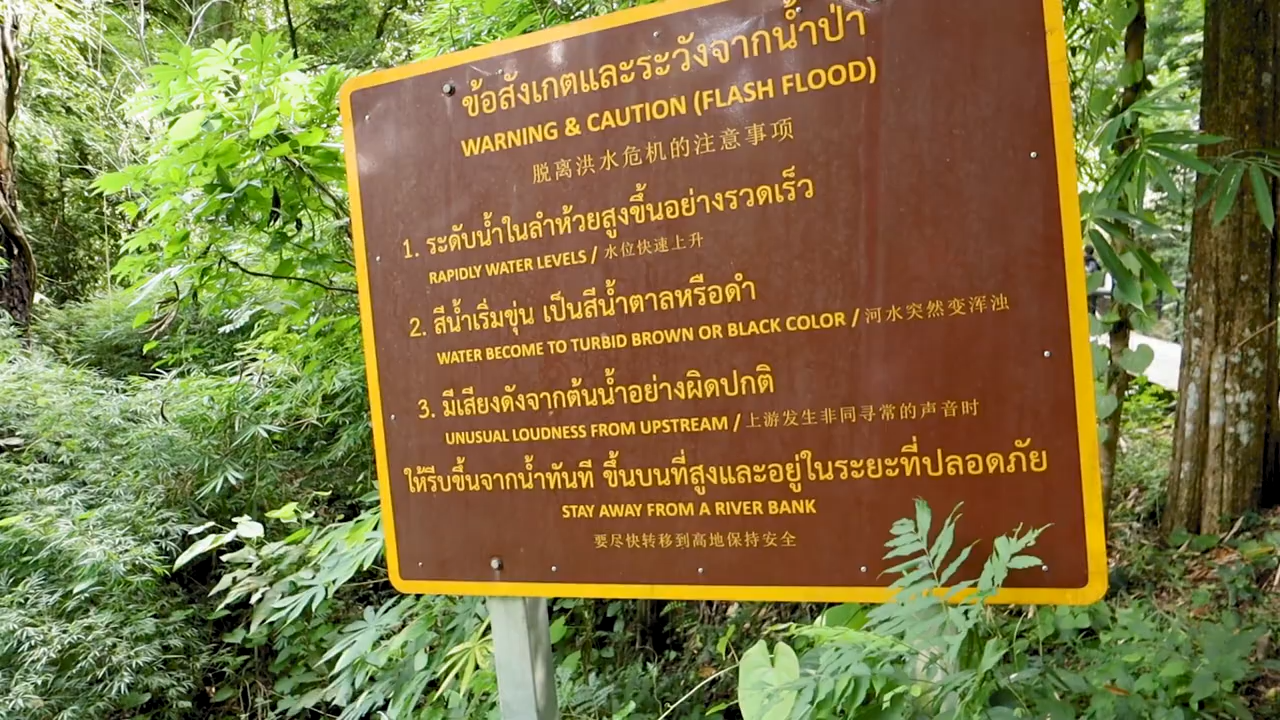 ข้อสังเกตและระวังจากน้ำป่า
WARNING & CAUTION (FLASH FLOOD)
脱离洪水危机的注意事项
1. ระดับน้ำในลำห้วยสูงขึ้นอย่างรวดเร็ว
RAPIDLY WATER LEVELS / 水位快速上升
2. สีน้ำเริ่มขุ่น เป็นสีน้ำตาลหรือดำ
WATER BECOME TO TURBID BROWN OR BLACK COLOR / 河水突然变浑浊
3. มีเสียงดังจากต้นน้ำอย่างผิดปกติ
UNUSUAL LOUDNESS FROM UPSTREAM / 上游发生非同寻常的声音时
ให้รีบขึ้นจากน้ำทันที ขึ้นบนที่สูงและอยู่ในระยะที่ปลอดภัย
STAY AWAY FROM A RIVER BANK
要尽快转移到高地保持安全